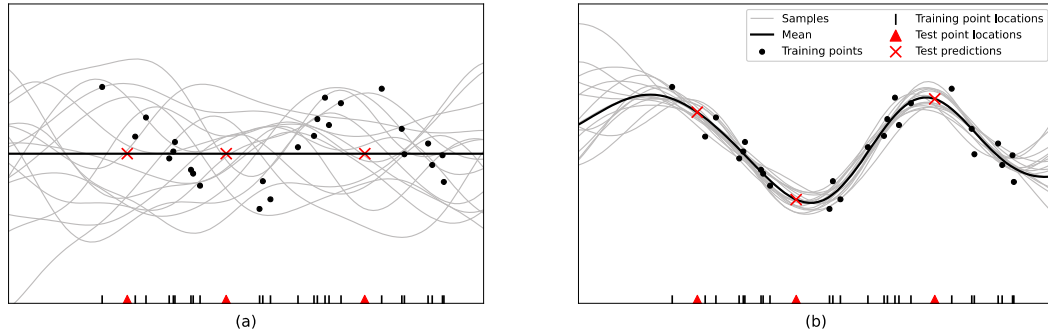 Samples
Mean
Training points
Training point locations
Test point locations
Test predictions
(a)
(b)